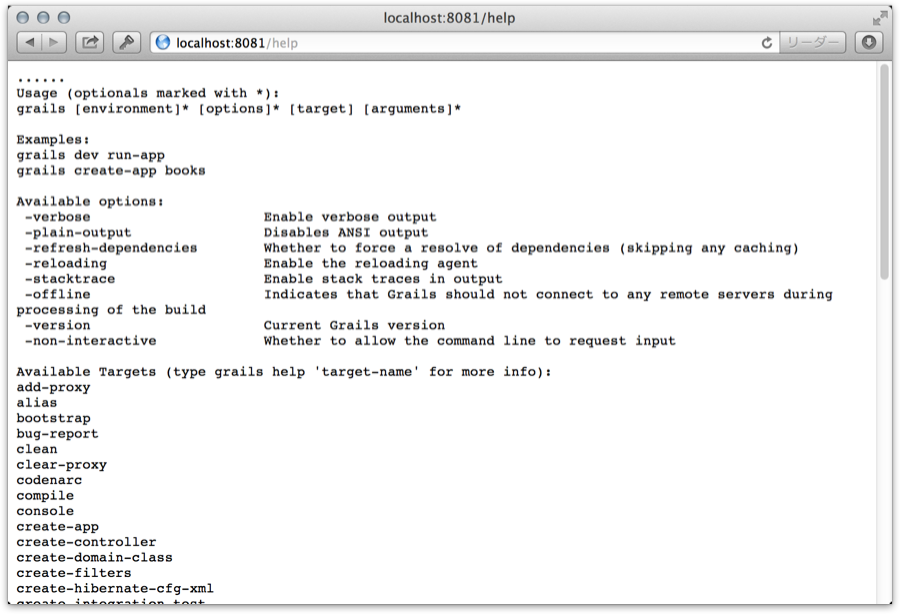 localhost:8081/help
localhost:8081/help
リーダー
......
Usage (optionals marked with *):
grails [environment]* [options]* [target] [arguments]*
Examples:
grails dev run-app
grails create-app books
Available options:
-verbose Enable verbose output
-plain-output Disables ANSI output
-refresh-dependencies Whether to force a resolve of dependencies (skipping any caching)
-reloading Enable the reloading agent
-stacktrace Enable stack traces in output
-offline Indicates that Grails should not connect to any remote servers during
processing of the build
-version Current Grails version
-non-interactive Whether to allow the command line to request input
Available Targets (type grails help 'target-name' for more info):
add-proxy
alias
bootstrap
bug-report
clean
clear-proxy
codenarc
compile
console
create-app
create-controller
create-domain-class
create-filters
create-hibernate-cfg-xml
create-integration-test